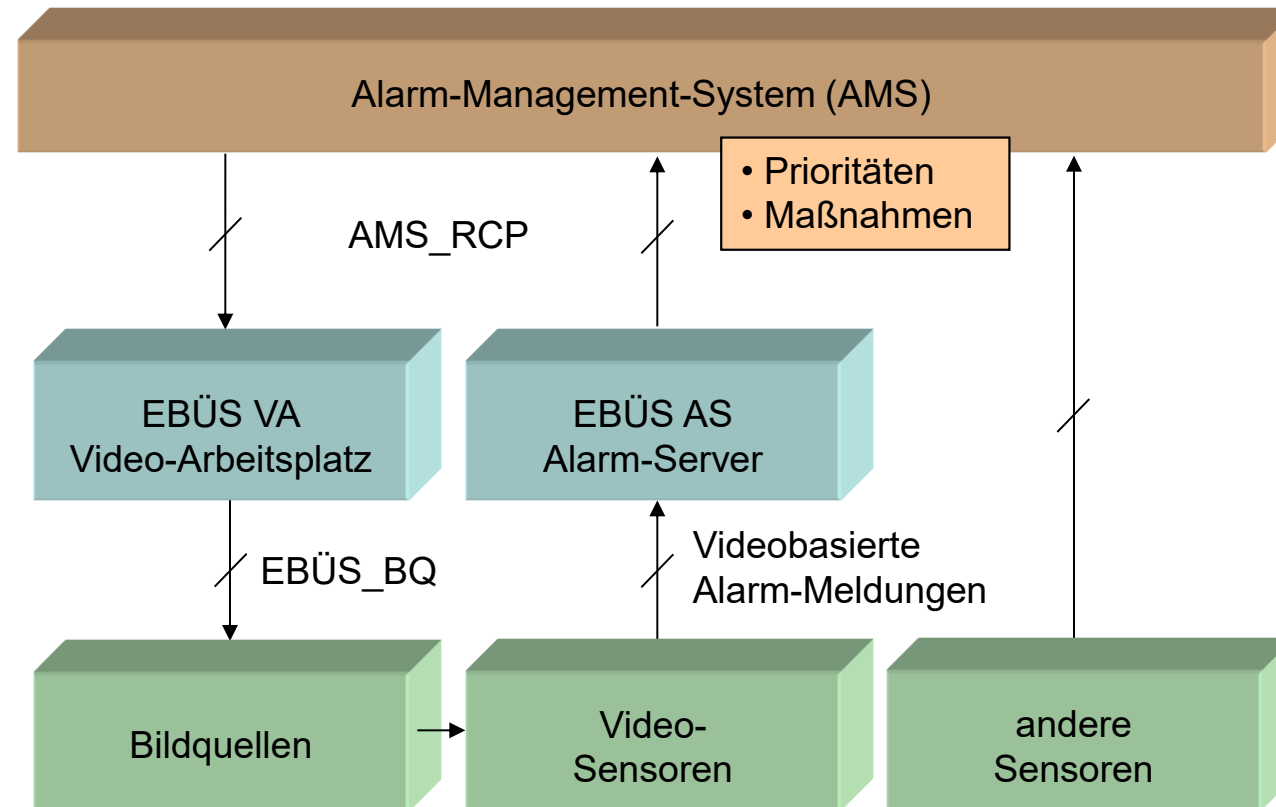 Alarm-Management-System (AMS)
• Prioritäten
• Maßnahmen
AMS_RCP
EBÜS VA
Video-Arbeitsplatz
EBÜS AS
Alarm-Server
EBÜS_BQ
Videobasierte
Alarm-Meldungen
Bildquellen
Video-
Sensoren
andere
Sensoren